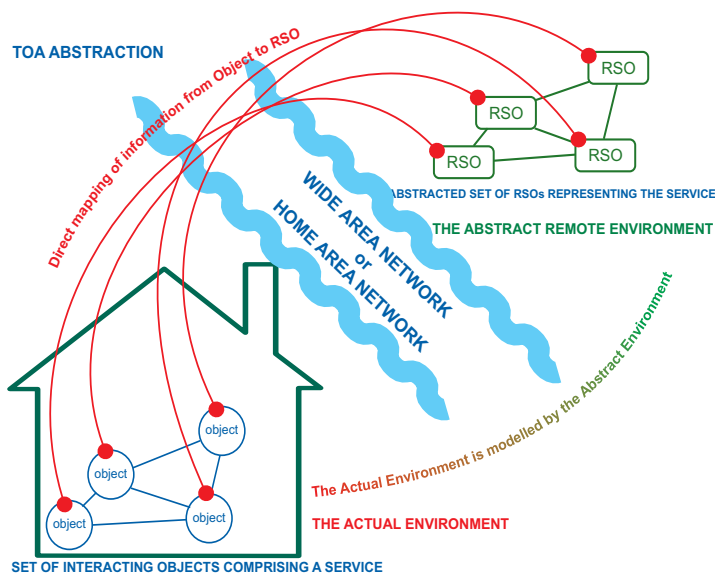 TOA ABSTRACTION
Direct mapping of information from Object to RSO
RSO
RSO
RSO
RSO
ABSTRACTED SET OF RSOs REPRESENTING THE SERVICE
THE ABSTRACT REMOTE ENVIRONMENT
WIDE AREA NETWORK
or
HOME AREA NETWORK
The Actual Environment is modelled by the Abstract Environment
object
object
object
object
THE ACTUAL ENVIRONMENT
SET OF INTERACTING OBJECTS COMPRISING A SERVICE